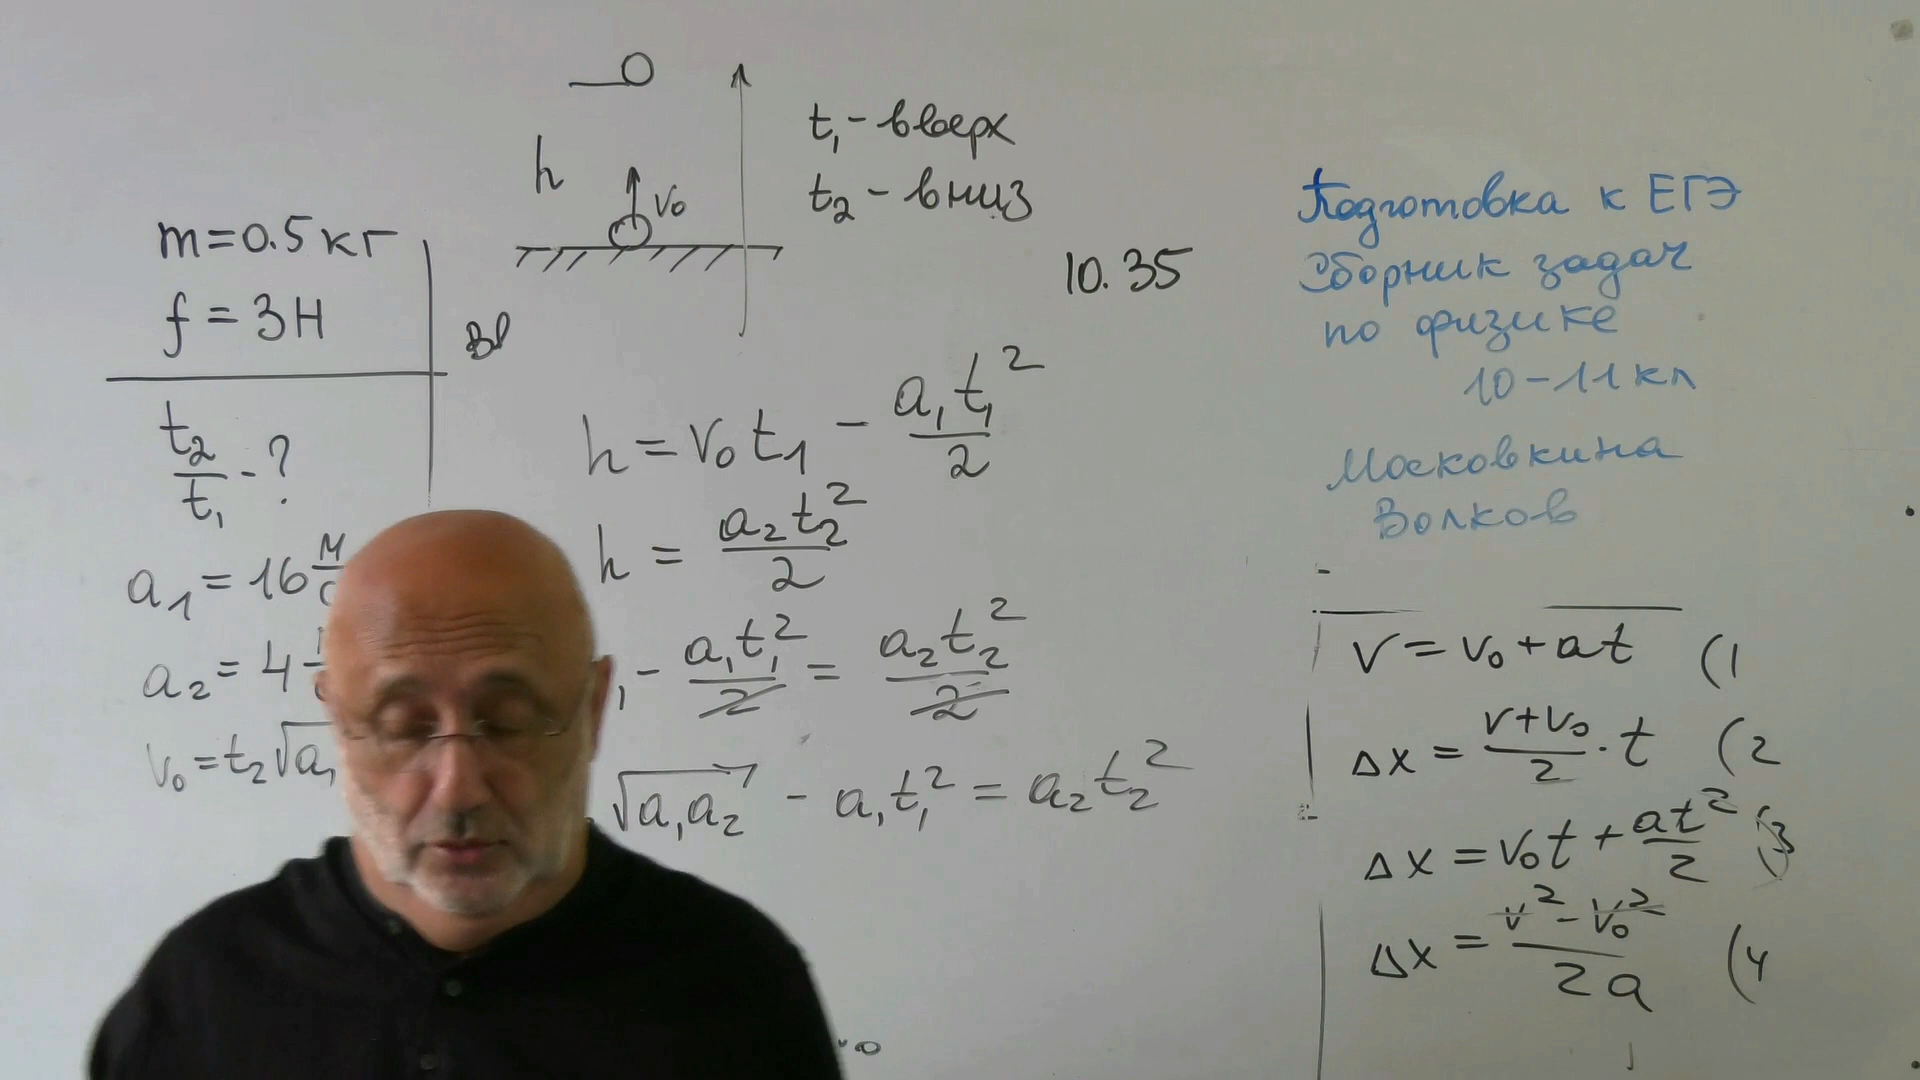 h
V₀
t₁ - вверх
t₂ - вниз
10.35
m = 0.5 кг
f = 3 Н
t₂/t₁ - ?
a₁ = 16 м
a₂ = 4
V₀ = t₂√a₁
h = V₀ t₁ - a₁t₁²/2
h = a₂t₂²/2
- a₁t₁²/2 = a₂t₂²/2
√a₁a₂ - a₁t₁² = a₂t₂²
Подготовка к ЕГЭ
Сборник задач
по физике
10-11 кл
Московкина
Волков
V = V₀ + at (1
Δx = V+V₀/2 · t (2
Δx = V₀t + at²/2 (3
Δx = V² - V₀²/2a (4